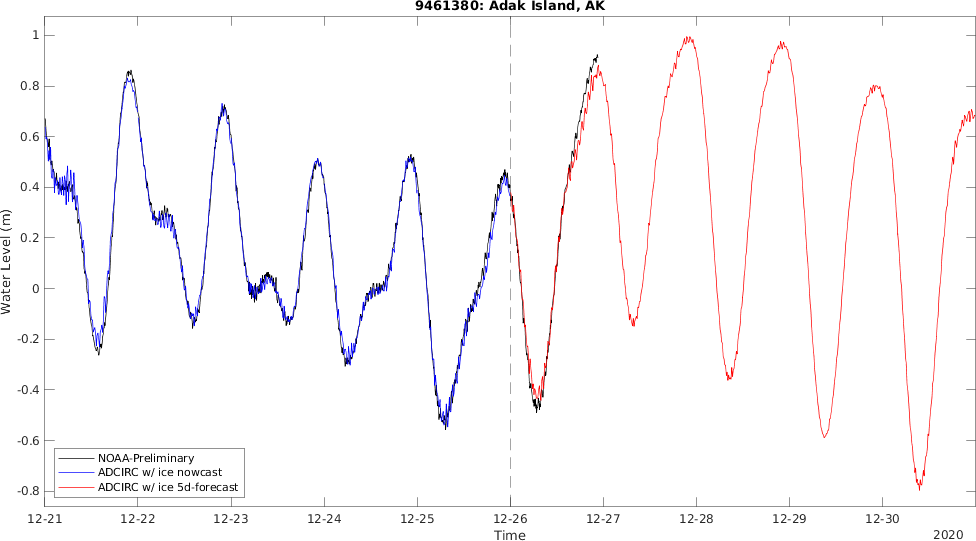 9461380: Adak Island, AK
1
0.8
0.6
0.4
0.2
0
-0.2
-0.4
-0.6
-0.8
Water Level (m)
NOAA-Preliminary
ADCIRC w/ ice nowcast
ADCIRC w/ ice 5d-forecast
12-21 12-22 12-23 12-24 12-25 12-26 12-27 12-28 12-29 12-30
Time
2020